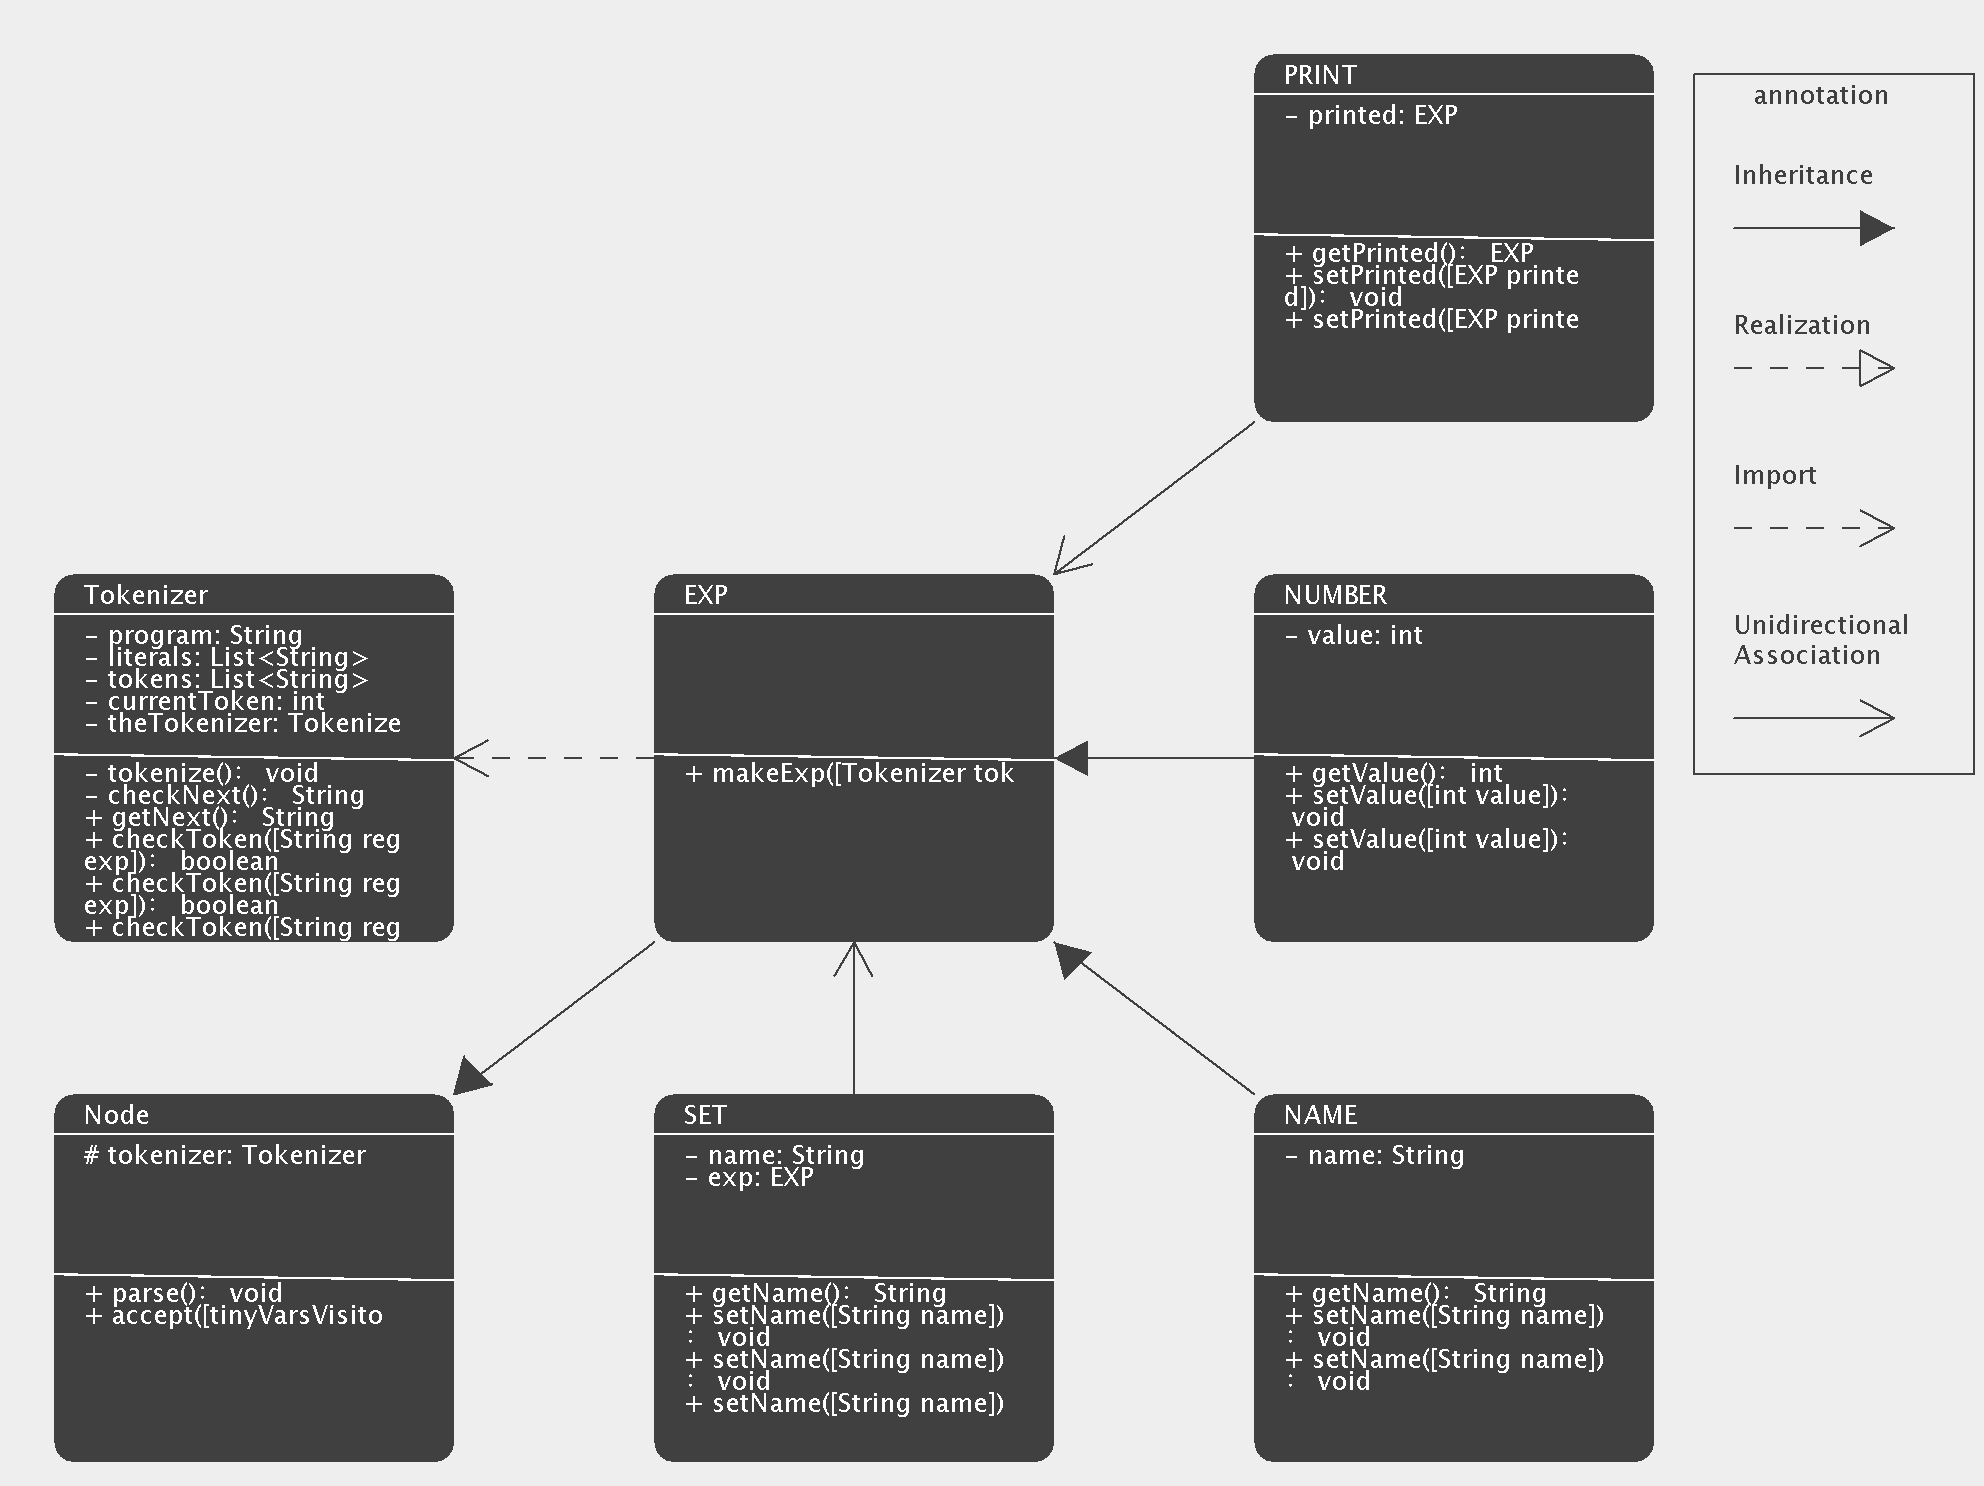 PRINT
- printed: EXP
+ getPrinted():  EXP
+ setPrinted([EXP printe
d]):  void
+ setPrinted([EXP printe
annotation
Inheritance
Realization
Import
Unidirectional
Association
Tokenizer
- program: String
- literals: List<String>
- tokens: List<String>
- currentToken: int
- theTokenizer: Tokenize
- tokenize():  void
- checkNext():  String
+ getNext():  String
+ checkToken([String reg
exp]):  boolean
+ checkToken([String reg
exp]):  boolean
+ checkToken([String reg
EXP
+ makeExp([Tokenizer tok
NUMBER
- value: int
+ getValue():  int
+ setValue([int value]):
void
+ setValue([int value]):
void
Node
# tokenizer: Tokenizer
+ parse():  void
+ accept([tinyVarsVisito
SET
- name: String
- exp: EXP
+ getName():  String
+ setName([String name])
:  void
+ setName([String name])
:  void
+ setName([String name])
NAME
- name: String
+ getName():  String
+ setName([String name])
:  void
+ setName([String name])
:  void